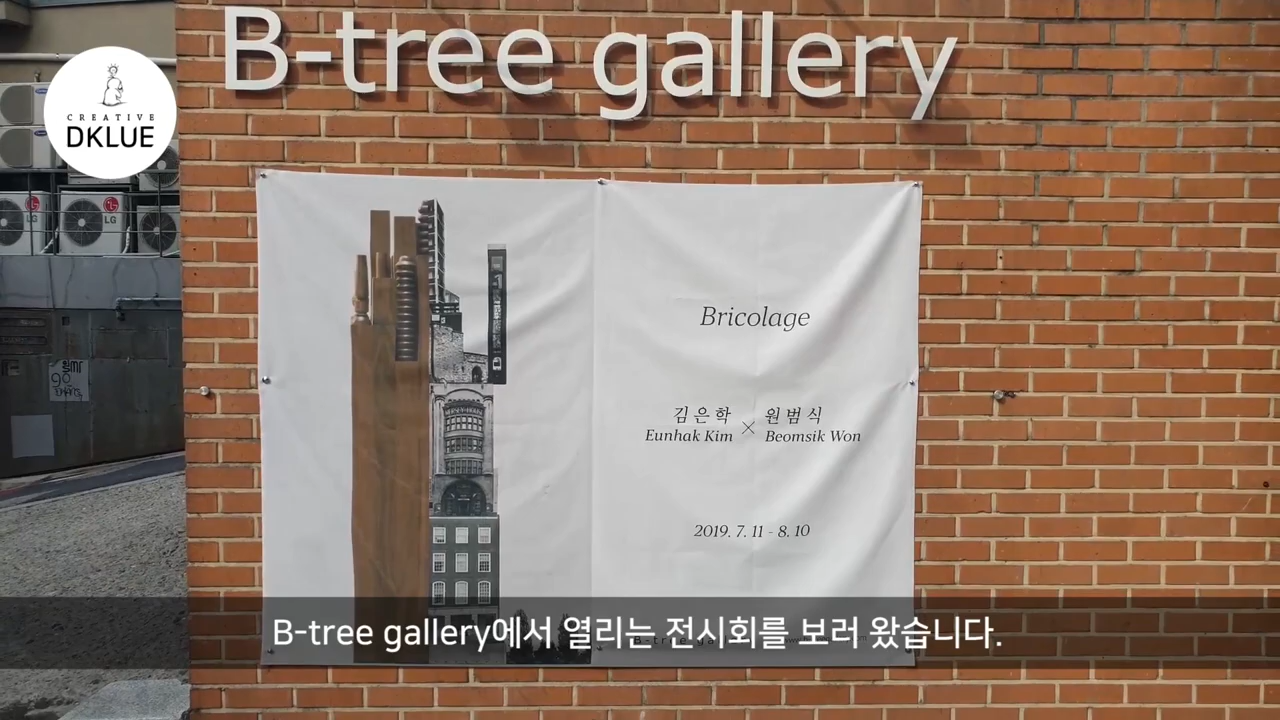 B-tree gallery
CREATIVE
DKLUE
LG
LG
Bricolage
김은학 × 원범식
Eunhak Kim Beomsik Won
2019. 7. 11 - 8. 10
B-tree gallery에서 열리는 전시회를 보러 왔습니다.